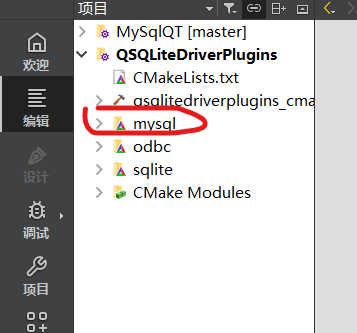 项目
MySqlQT [master]
QSQLiteDriverPlugins
CMakeLists.txt
qsqlitedriverplugins_cma
mysql
odbc
sqlite
CMake Modules
欢迎
编辑
设计
调试
项目